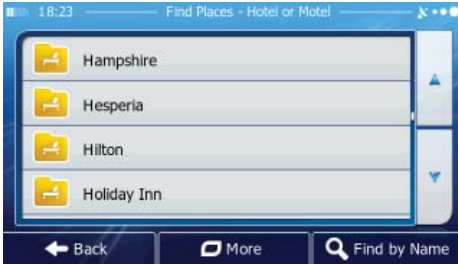 18:23 Find Places - Hotel or Motel
Hampshire
Hesperia
Hilton
Holiday Inn
Back More Find by Name